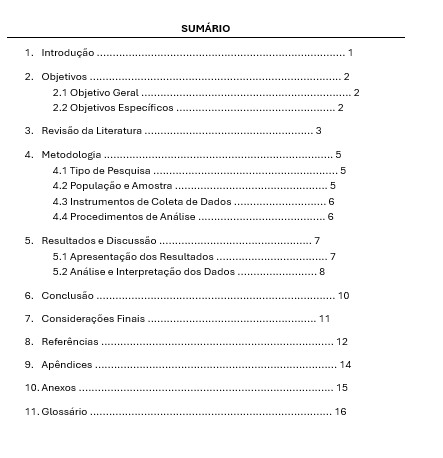 SUMÁRIO
1. Introdução .......................................................................... 1
2. Objetivos ........................................................................... 2
2.1 Objetivo Geral ............................................................... 2
2.2 Objetivos Específicos ................................................ 2
3. Revisão da Literatura ................................................... 3
4. Metodologia ..................................................................... 5
4.1 Tipo de Pesquisa ........................................................ 5
4.2 População e Amostra .............................................. 5
4.3 Instrumentos de Coleta de Dados ............................ 6
4.4 Procedimentos de Análise ...................................... 6
5. Resultados e Discussão .............................................. 7
5.1 Apresentação dos Resultados ................................... 7
5.2 Análise e Interpretação dos Dados ........................ 8
6. Conclusão ........................................................................ 10
7. Considerações Finais ................................................... 11
8. Referências ...................................................................... 12
9. Apêndices ......................................................................... 14
10. Anexos ............................................................................ 15
11. Glossário ......................................................................... 16